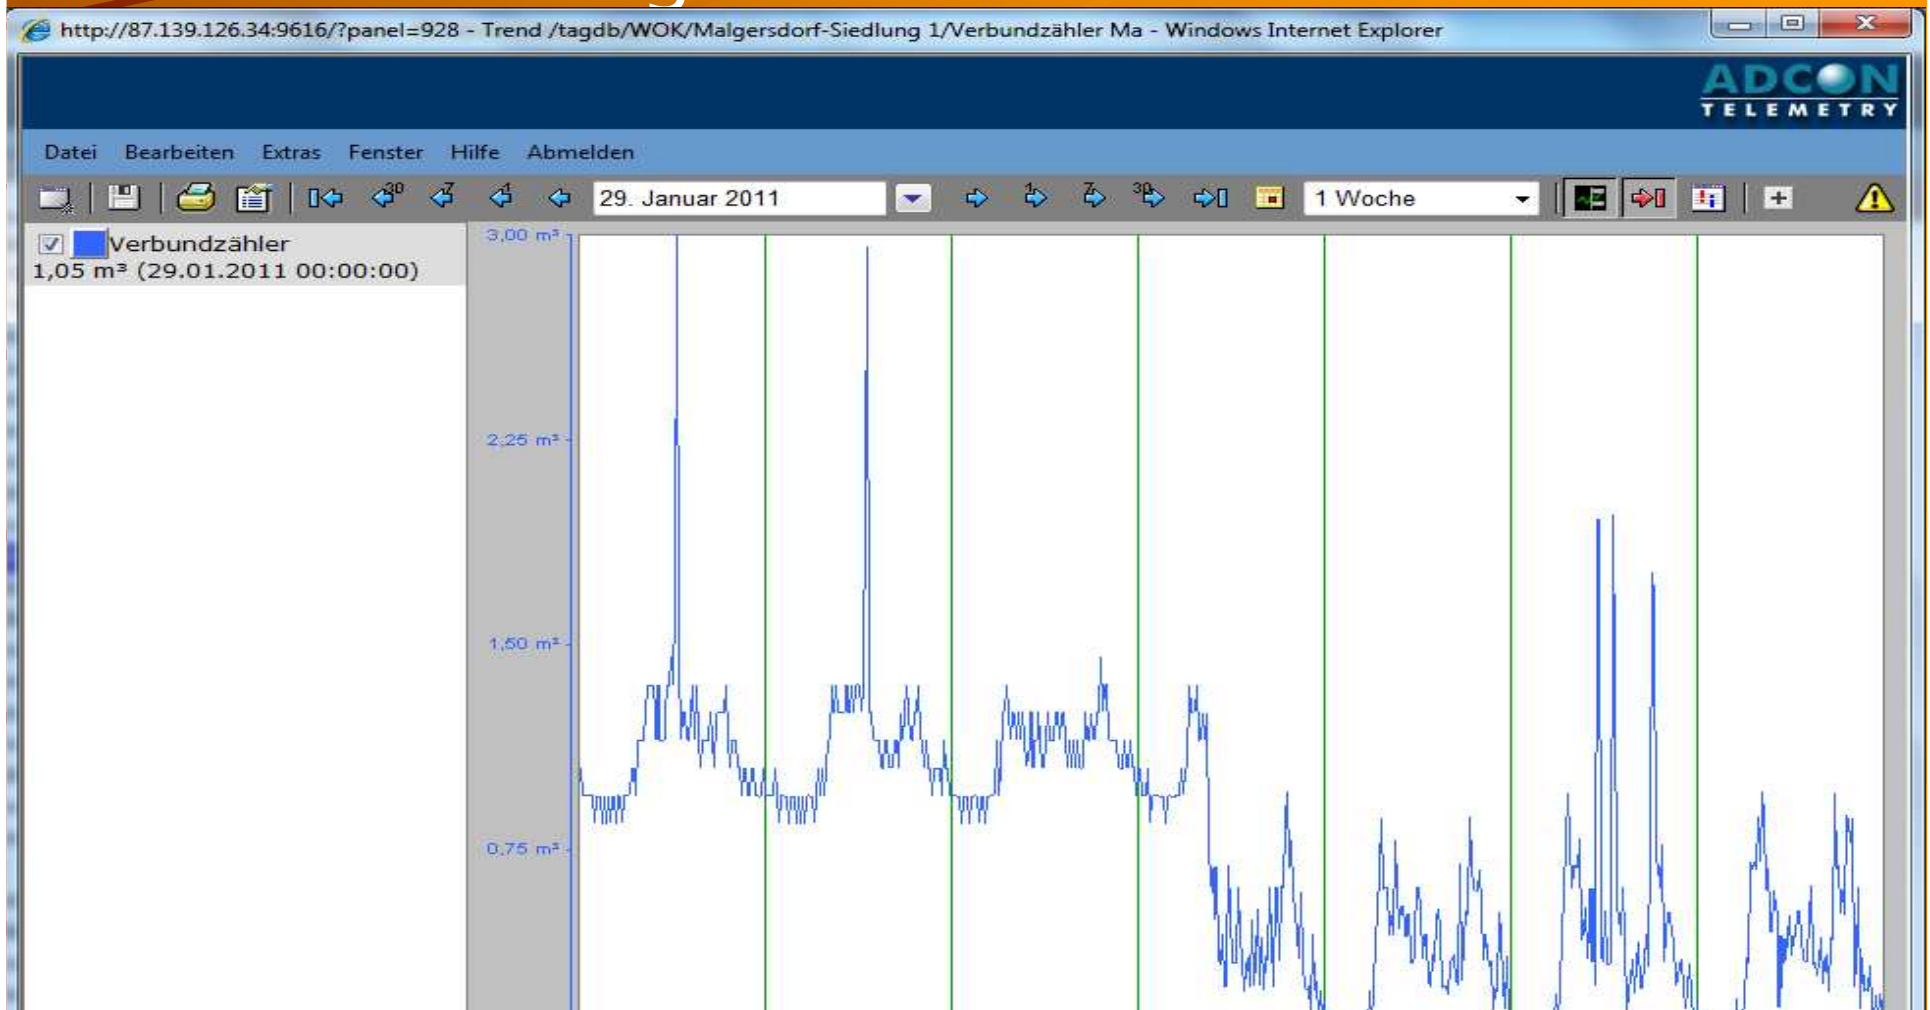 http://87.139.126.34:9616/?panel=928 - Trend /tagdb/WOK/Malgersdorf-Siedlung 1/Verbundzähler Ma - Windows Internet Explorer
ADCON
TELEMETRY
Datei Bearbeiten Extras Fenster Hilfe Abmelden
30 7 1 29. Januar 2011 1 7 30 1 Woche
Verbundzähler
1,05 m³ (29.01.2011 00:00:00)
3,00 m³
2,25 m³
1,50 m³
0,75 m³